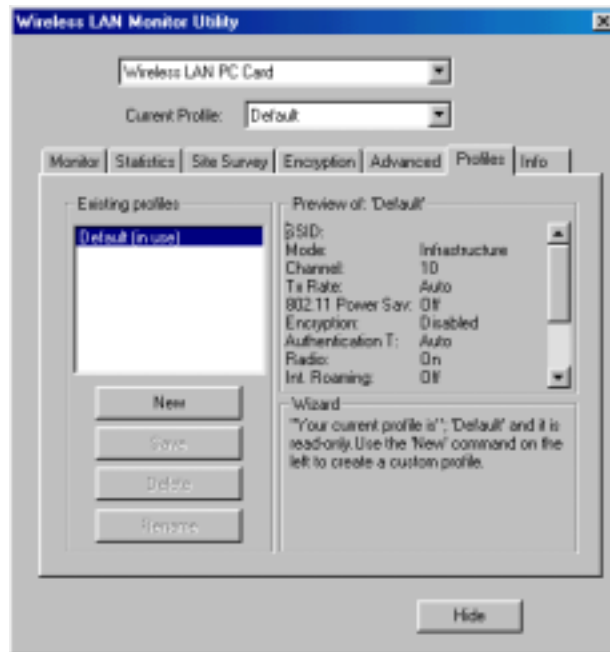 Wireless LAN Monitor Utility
Wireless LAN PC Card
Current Profile: Default
Monitor Statistics Site Survey Encryption Advanced Profiles Info
Existing profiles
Default (in use)
New
Save
Delete
Rename
Preview of: 'Default'
SSID:
Mode: Infrastructure
Channel: 10
Tx Rate: Auto
802.11 Power Sav: Off
Encryption: Disabled
Authentication T: Auto
Radio: On
Int. Roaming: Off
Wizard
"Your current profile is"; 'Default' and it is
read-only.Use the 'New' command on the
left to create a custom profile.
Hide